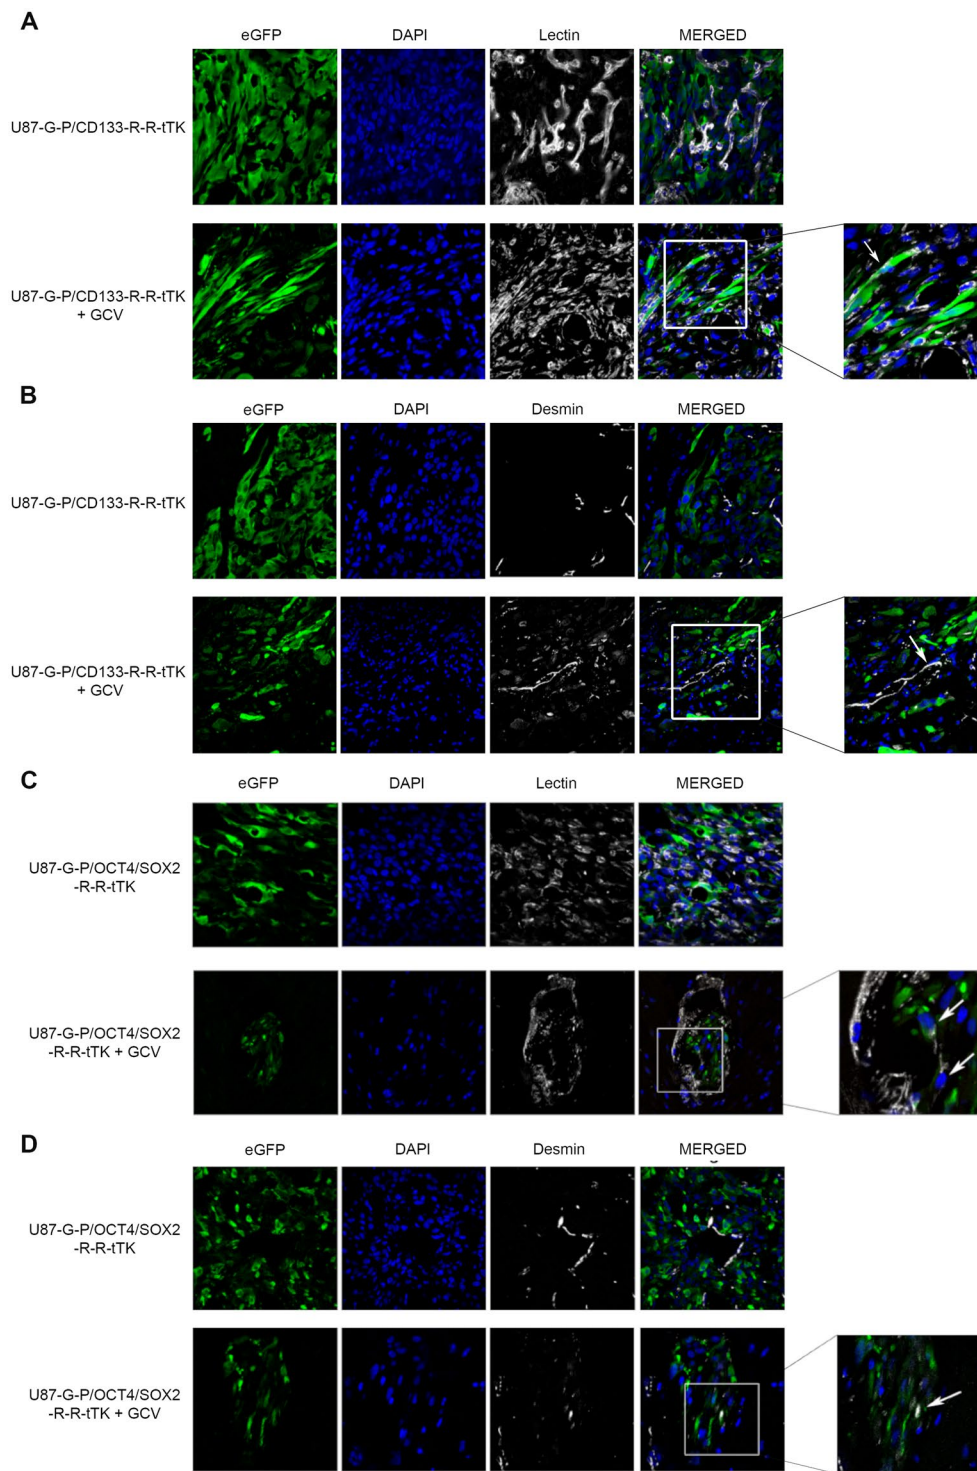 A
eGFP DAPI Lectin MERGED
U87-G-P/CD133-R-R-tTK
U87-G-P/CD133-R-R-tTK
+ GCV
B
eGFP DAPI Desmin MERGED
U87-G-P/CD133-R-R-tTK
U87-G-P/CD133-R-R-tTK
+ GCV
C
eGFP DAPI Lectin MERGED
U87-G-P/OCT4/SOX2
-R-R-tTK
U87-G-P/OCT4/SOX2
-R-R-tTK + GCV
D
eGFP DAPI Desmin MERGED
U87-G-P/OCT4/SOX2
-R-R-tTK
U87-G-P/OCT4/SOX2
-R-R-tTK + GCV